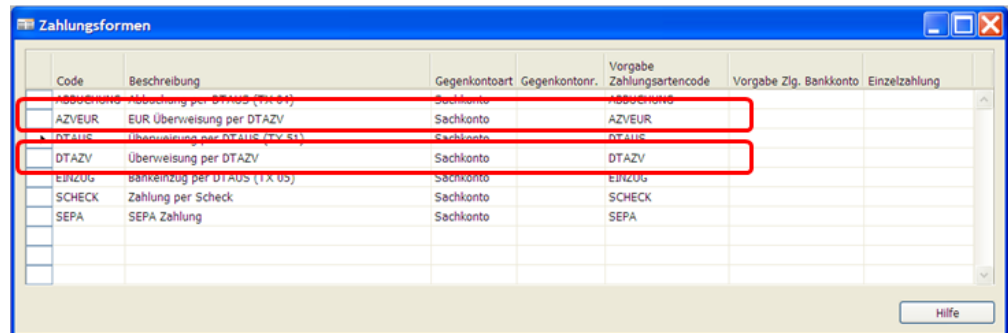 Zahlungsformen
Vorgabe
Code Beschreibung Gegenkontoart Gegenkontonr. Zahlungsartencode Vorgabe Zlg. Bankkonto Einzelzahlung
ABBUCHUNG Abbuchung per DTAUS (TX 04) Sachkonto ABBUCHUNG
AZVEUR EUR Überweisung per DTAZV Sachkonto AZVEUR
DTAUS Überweisung per DTAUS (TX 51) Sachkonto DTAUS
DTAZV Überweisung per DTAZV Sachkonto DTAZV
EINZUG Bankeinzug per DTAUS (TX 05) Sachkonto EINZUG
SCHECK Zahlung per Scheck Sachkonto SCHECK
SEPA SEPA Zahlung Sachkonto SEPA
Hilfe